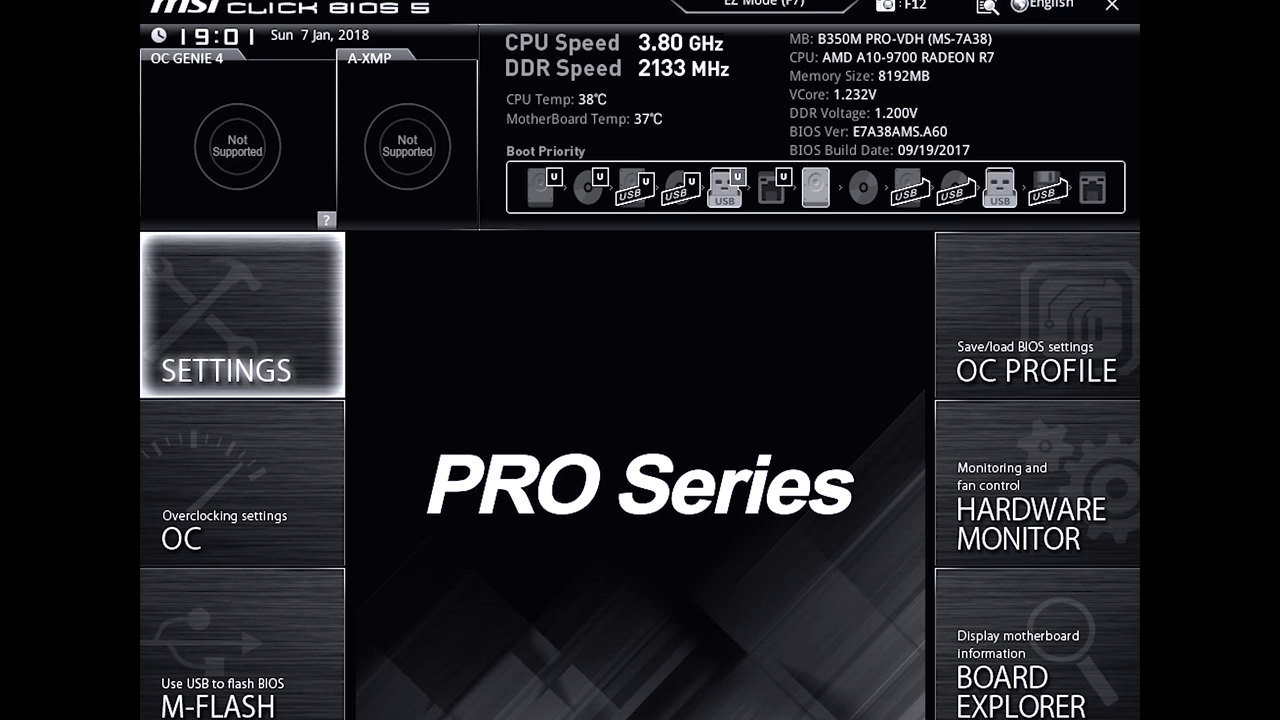 msi CLICK BIOS 5
EZ Mode (F7)
: F12
English
19:01 Sun 7 Jan, 2018
OC GENIE 4
A-XMP
Not Supported
Not Supported
?
CPU Speed 3.80 GHz
DDR Speed 2133 MHz
CPU Temp: 38℃
MotherBoard Temp: 37℃
MB: B350M PRO-VDH (MS-7A38)
CPU: AMD A10-9700 RADEON R7
Memory Size: 8192MB
VCore: 1.232V
DDR Voltage: 1.200V
BIOS Ver: E7A38AMS.A60
BIOS Build Date: 09/19/2017
Boot Priority
U U U U U U
USB USB USB USB USB USB USB
SETTINGS
Overclocking settings
OC
Use USB to flash BIOS
M-FLASH
PRO Series
Save/load BIOS settings
OC PROFILE
Monitoring and
fan control
HARDWARE
MONITOR
Display motherboard
information
BOARD
EXPLORER